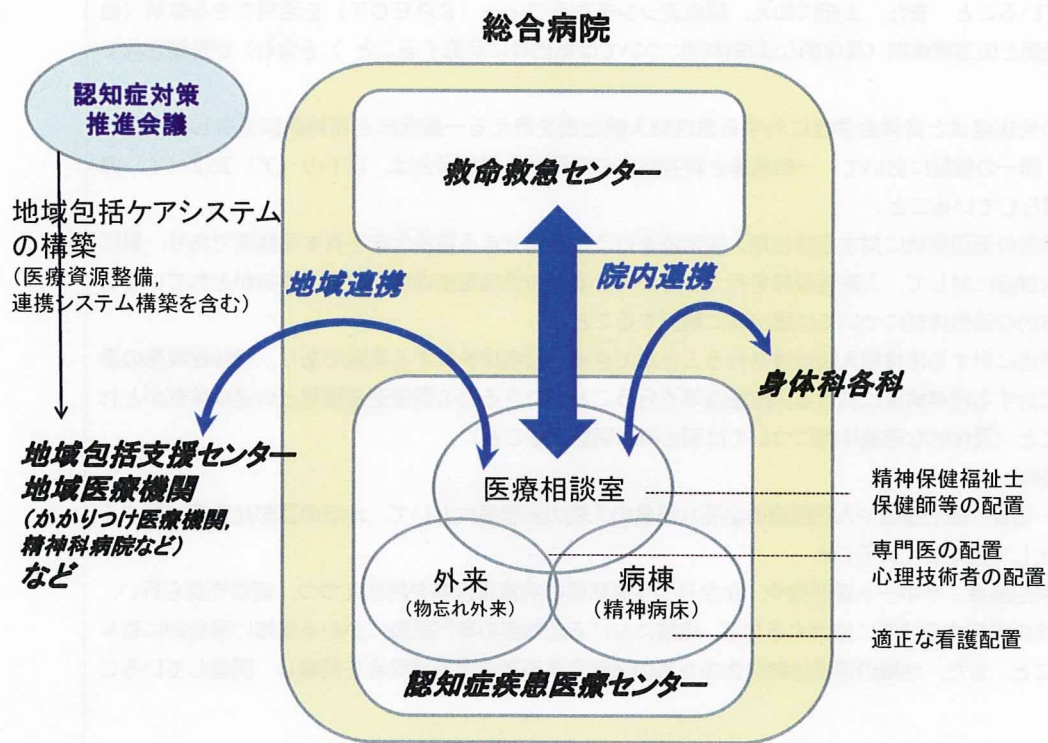 総合病院
認知症対策
推進会議
救命救急センター
地域包括ケアシステム
の構築
(医療資源整備,
連携システム構築を含む)
地域連携
院内連携
身体科各科
地域包括支援センター
地域医療機関
(かかりつけ医療機関,
精神科病院など)
など
医療相談室
精神保健福祉士
保健師等の配置
専門医の配置
心理技術者の配置
外来
(物忘れ外来)
病棟
(精神病床)
適正な看護配置
認知症疾患医療センター